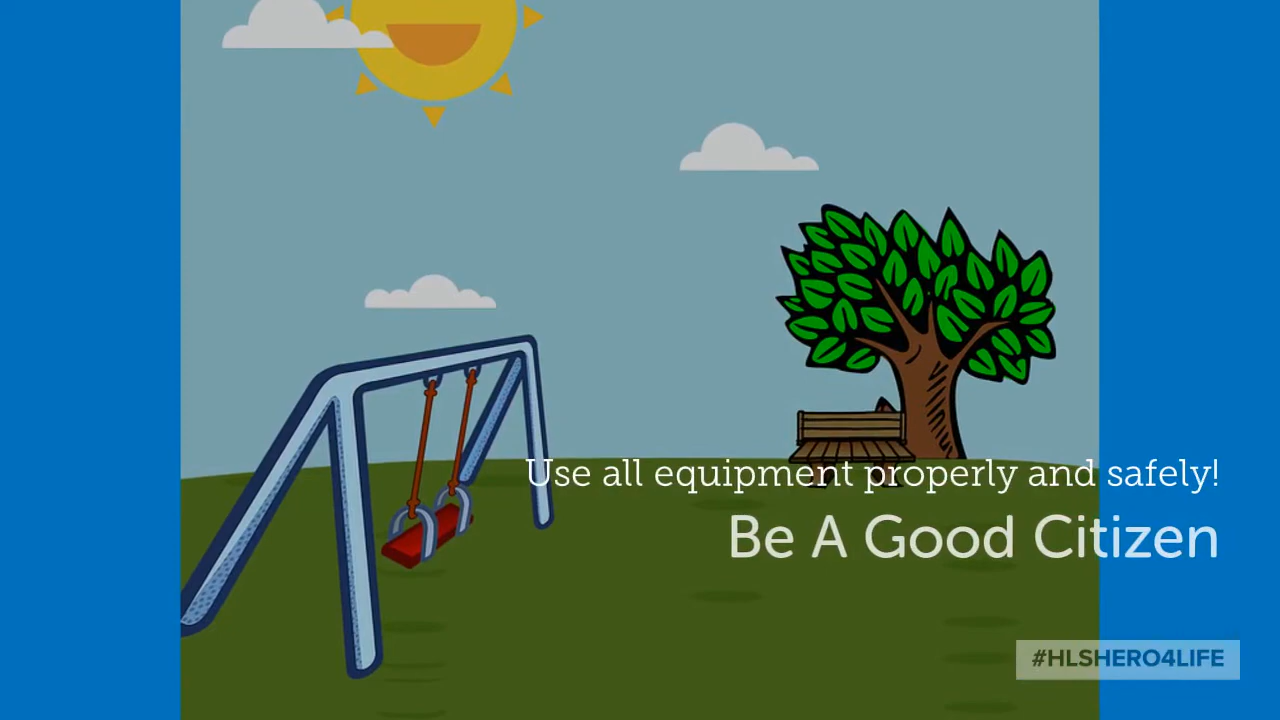 Use all equipment properly and safely!
Be A Good Citizen
#HLSHERO4LIFE